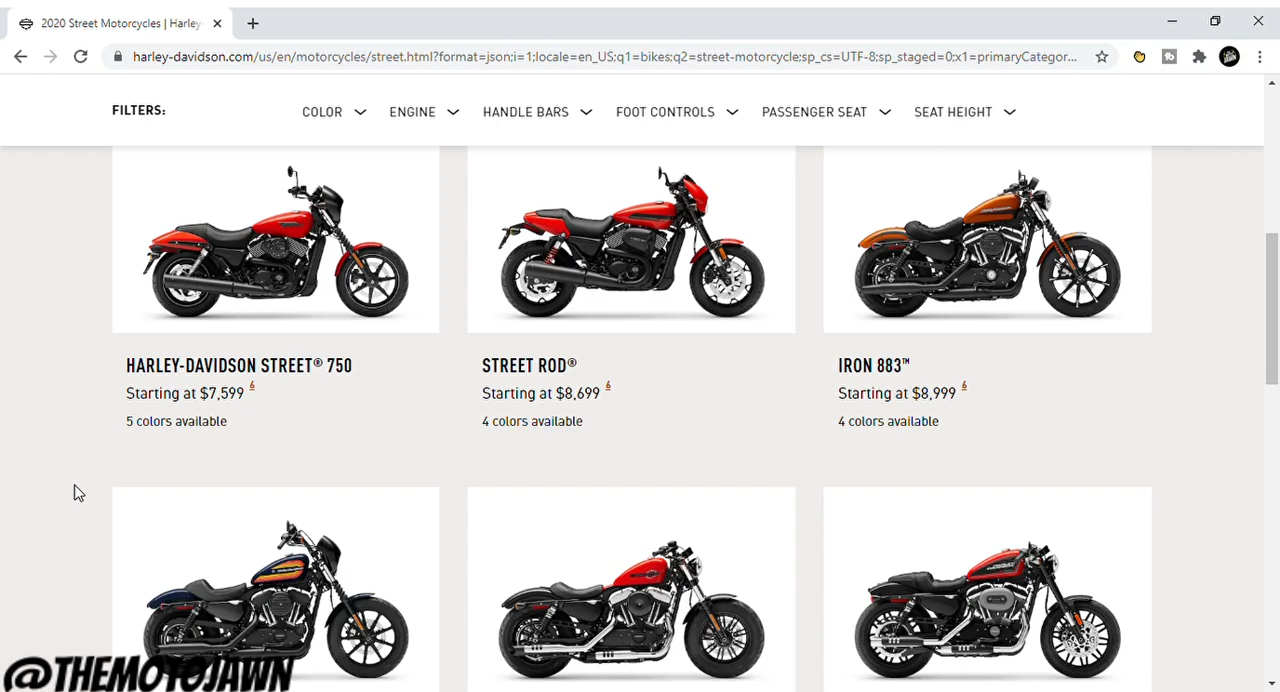 2020 Street Motorcycles | Harley-
harley-davidson.com/us/en/motorcycles/street.html?format=json;i=1;locale=en_US;q1=bikes;q2=street-motorcycle;sp_cs=UTF-8;sp_staged=0;x1=primaryCategor...
FILTERS: COLOR ENGINE HANDLE BARS FOOT CONTROLS PASSENGER SEAT SEAT HEIGHT
HARLEY-DAVIDSON STREET® 750
Starting at $7,599 6
5 colors available
STREET ROD®
Starting at $8,699 6
4 colors available
IRON 883™
Starting at $8,999 6
4 colors available
@THEMOTOJAWN